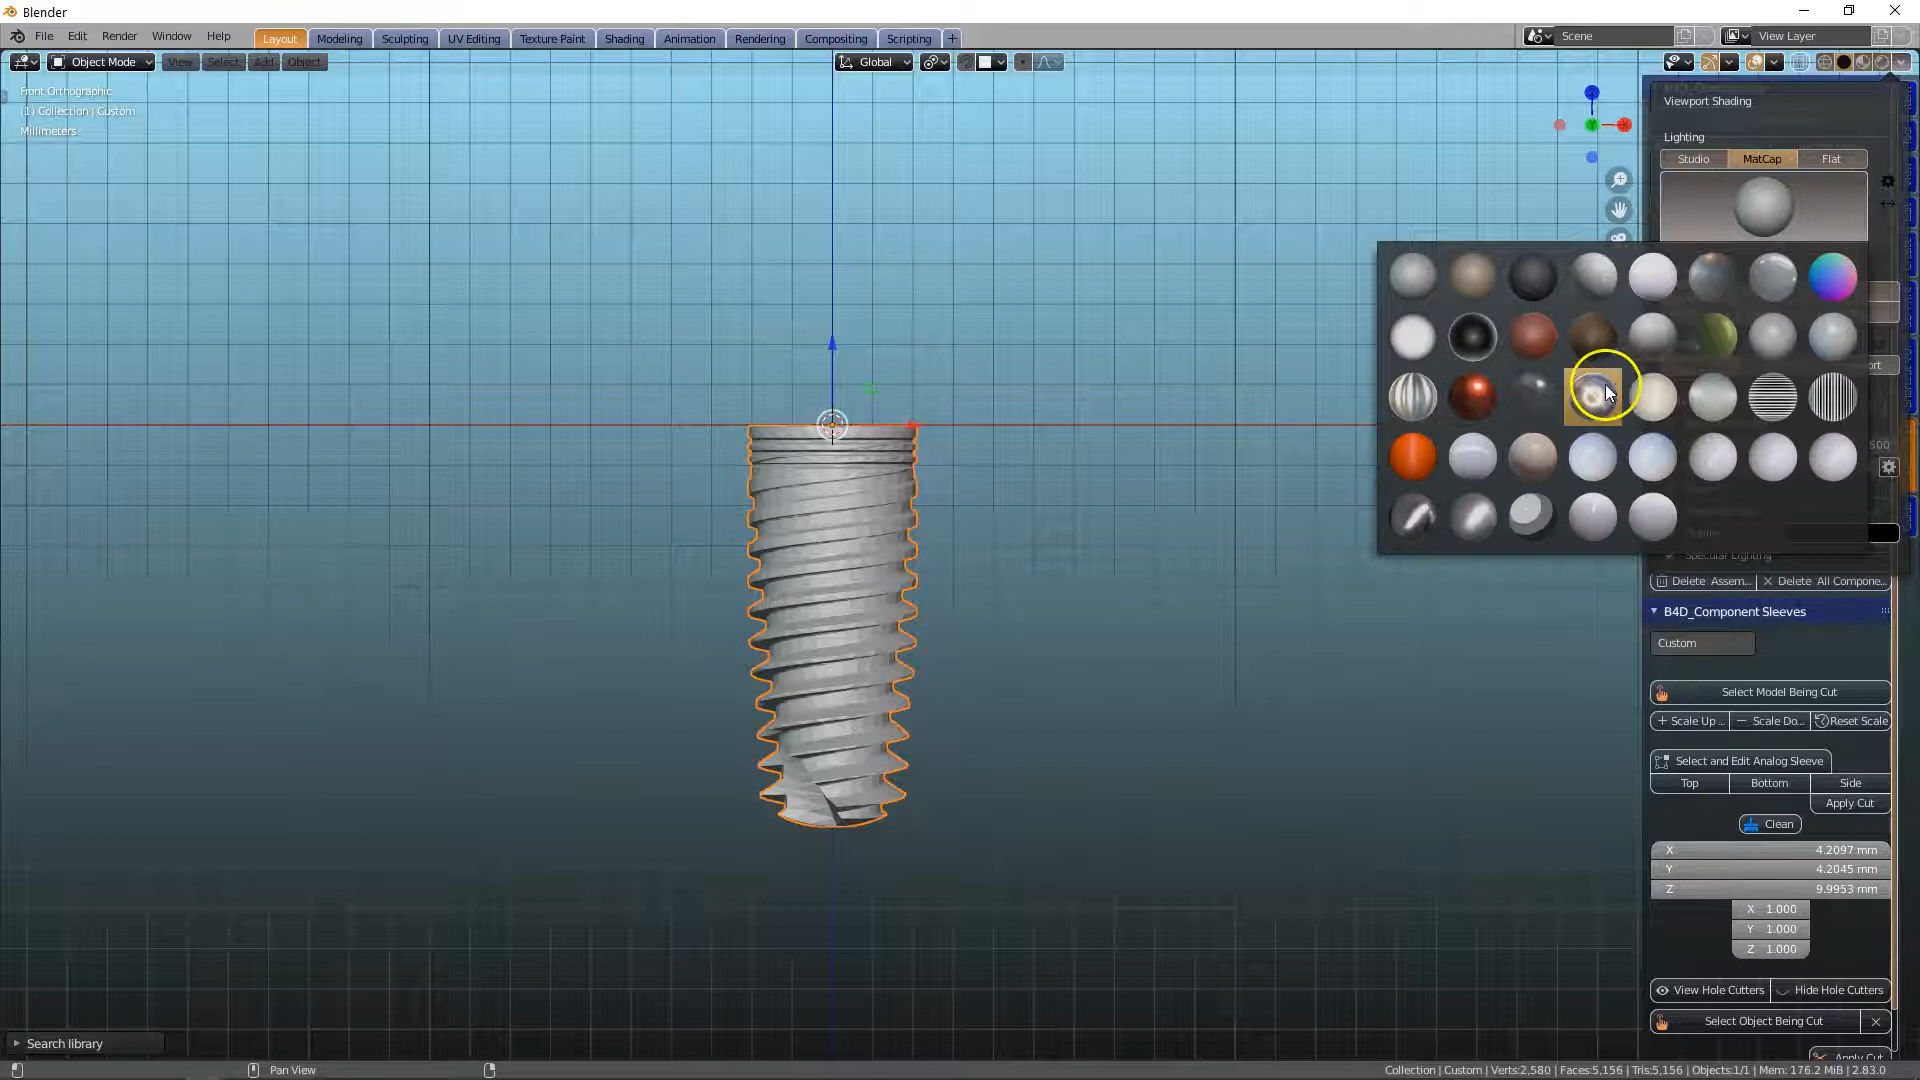 Blender
File Edit Render Window Help Layout Modeling Sculpting UV Editing Texture Paint Shading Animation Rendering Compositing Scripting Scene View Layer
Object Mode View Select Add Object Global
Front Orthographic
(1) Collection | Custom
Millimeters
Viewport Shading
Lighting
Studio MatCap Flat
Specular Lighting
Delete Assem... Delete All Compone...
B4D_Component Sleeves
Custom
Select Model Being Cut
Scale Up ... Scale Do... Reset Scale
Select and Edit Analog Sleeve
Top Bottom Side
Apply Cut
Clean
X 4.2097 mm
Y 4.2045 mm
Z 9.9953 mm
X 1.000
Y 1.000
Z 1.000
View Hole Cutters Hide Hole Cutters
Select Object Being Cut
Apply Cut
Search library
Pan View
Collection | Custom | Verts:2,580 | Faces:5,156 | Tris:5,156 | Objects:1/1 | Mem: 176.2 MiB | 2.83.0